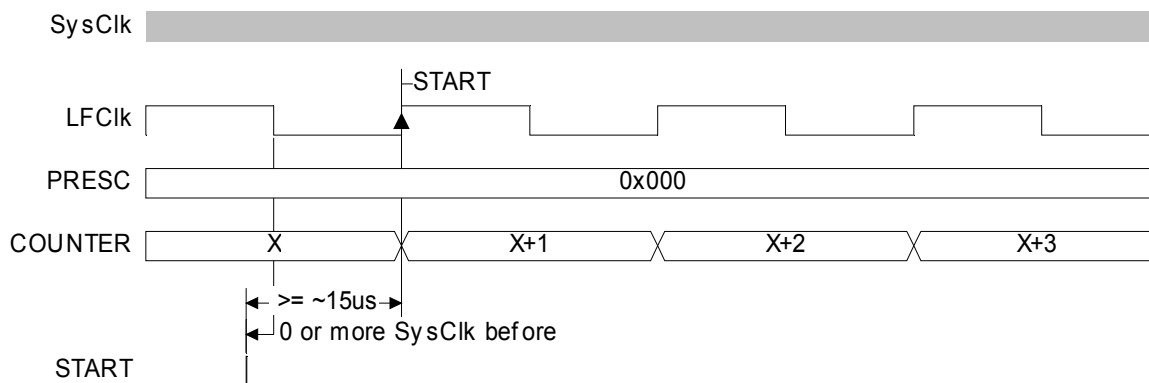 SysClk
START
LFClk
PRESC
0x000
COUNTER
X
X+1
X+2
X+3
>= ~15us
0 or more SysClk before
START